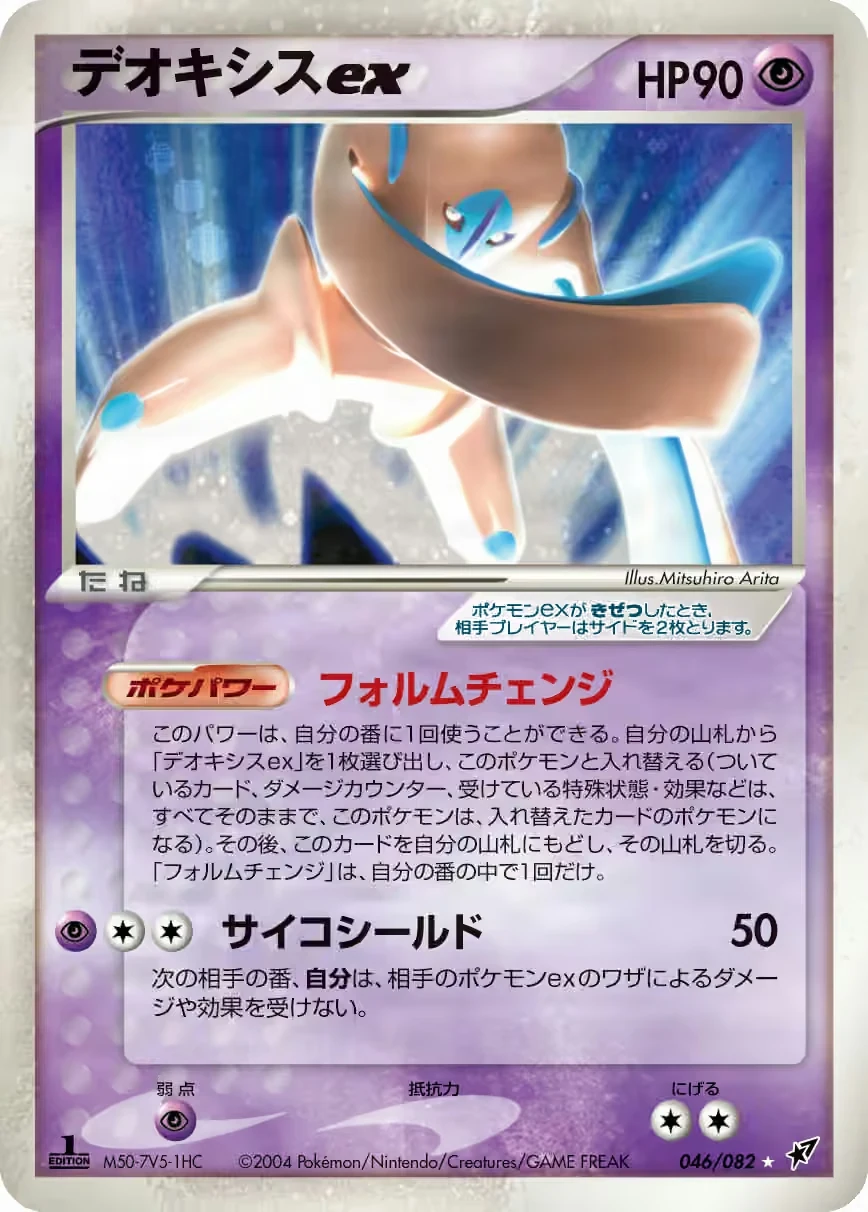 デオキシスex HP90
たね
Illus.Mitsuhiro Arita
ポケモンexが きぜつしたとき、
相手プレイヤーはサイドを2枚とります。
ポケパワー フォルムチェンジ
このパワーは、自分の番に1回使うことができる。自分の山札から
「デオキシスex」を1枚選び出し、このポケモンと入れ替える(ついて
いるカード、ダメージカウンター、受けている特殊状態・効果などは、
すべてそのままで、このポケモンは、入れ替えたカードのポケモンに
なる)。その後、このカードを自分の山札にもどし、その山札を切る。
「フォルムチェンジ」は、自分の番の中で1回だけ。
サイコシールド 50
次の相手の番、自分は、相手のポケモンexのワザによるダメー
ジや効果を受けない。
弱点 抵抗力 にげる
1
EDITION
M50-7V5-1HC ©2004 Pokémon/Nintendo/Creatures/GAME FREAK 046/082 ★